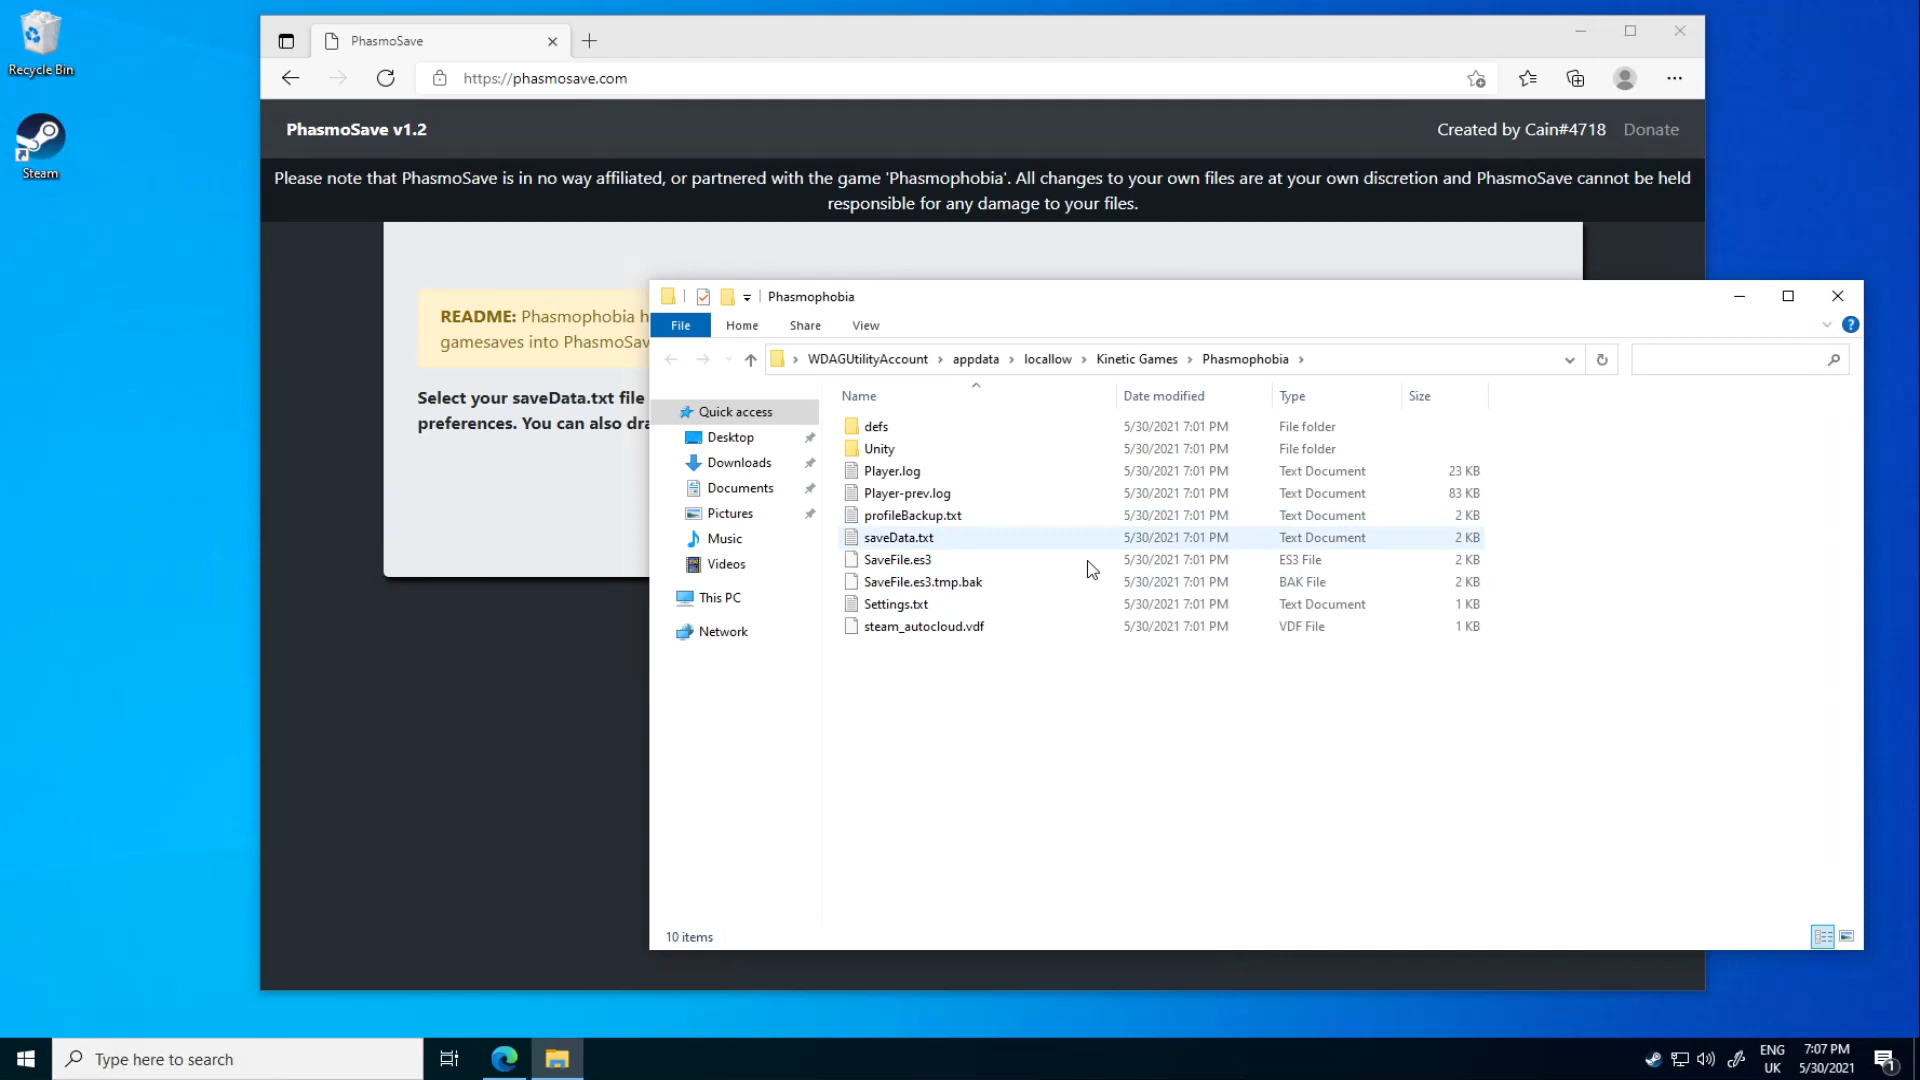 Recycle Bin
Steam
PhasmoSave
https://phasmosave.com
PhasmoSave v1.2
Created by Cain#4718 Donate
Please note that PhasmoSave is in no way affiliated, or partnered with the game 'Phasmophobia'. All changes to your own files are at your own discretion and PhasmoSave cannot be held
responsible for any damage to your files.
README: Phasmophobia h
gamesaves into PhasmoSav
Select your saveData.txt file
preferences. You can also dra
Phasmophobia
File Home Share View
WDAGUtilityAccount appdata locallow Kinetic Games Phasmophobia
Name Date modified Type Size
Quick access
Desktop
Downloads
Documents
Pictures
Music
Videos
This PC
Network
defs 5/30/2021 7:01 PM File folder
Unity 5/30/2021 7:01 PM File folder
Player.log 5/30/2021 7:01 PM Text Document 23 KB
Player-prev.log 5/30/2021 7:01 PM Text Document 83 KB
profileBackup.txt 5/30/2021 7:01 PM Text Document 2 KB
saveData.txt 5/30/2021 7:01 PM Text Document 2 KB
SaveFile.es3 5/30/2021 7:01 PM ES3 File 2 KB
SaveFile.es3.tmp.bak 5/30/2021 7:01 PM BAK File 2 KB
Settings.txt 5/30/2021 7:01 PM Text Document 1 KB
steam_autocloud.vdf 5/30/2021 7:01 PM VDF File 1 KB
10 items
Type here to search
ENG
UK
7:07 PM
5/30/2021
1